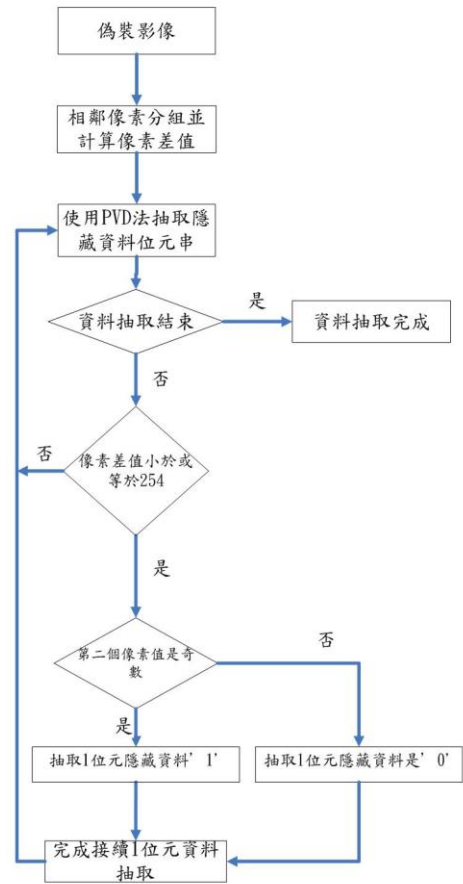 偽裝影像
相鄰像素分組並
計算像素差值
使用PVD法抽取隱
藏資料位元串
資料抽取結束
是
資料抽取完成
否
像素差值小於或
等於254
否
是
第二個像素值是奇
數
否
是
抽取1位元隱藏資料' 1'
抽取1位元隱藏資料是' 0'
完成接續1位元資料
抽取